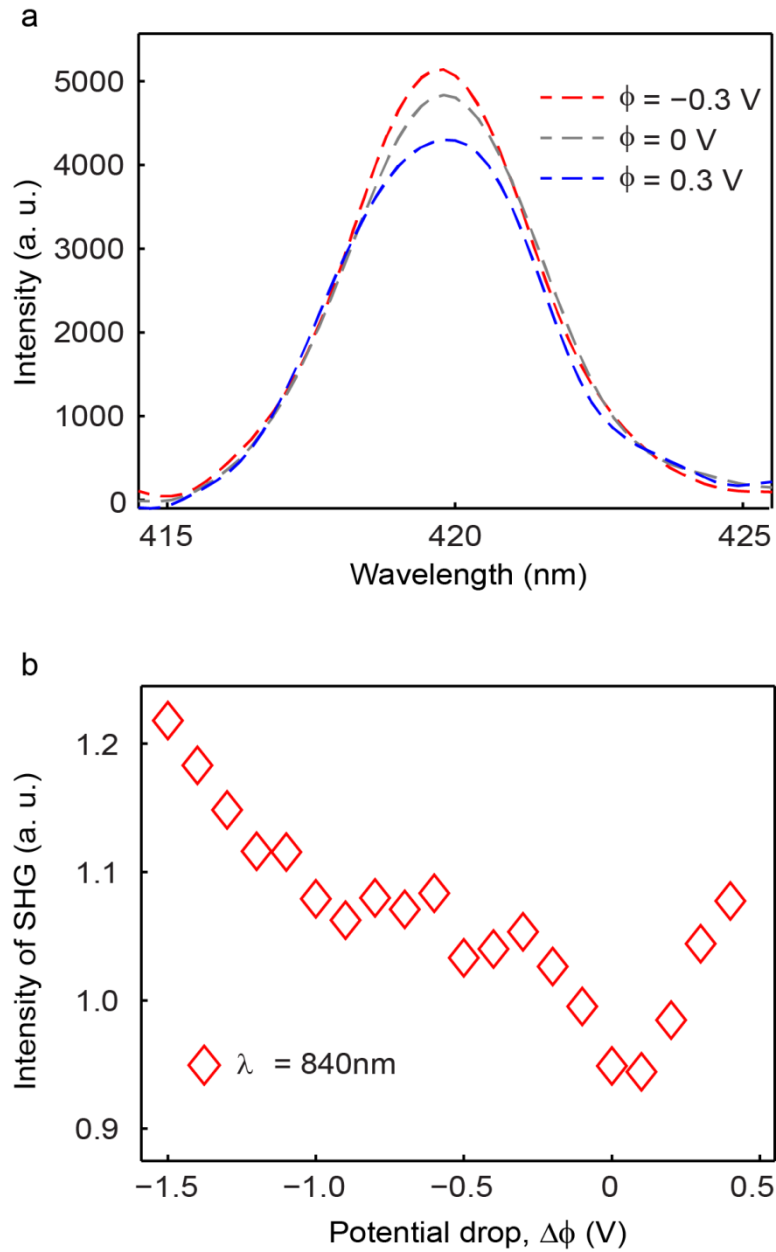 a
5000
4000
3000
2000
1000
0
Intensity (a. u.)
ϕ = −0.3 V
ϕ = 0 V
ϕ = 0.3 V
415
420
425
Wavelength (nm)
b
1.2
1.1
1.0
0.9
Intensity of SHG (a. u.)
λ = 840nm
−1.5
−1.0
−0.5
0
0.5
Potential drop, Δϕ (V)